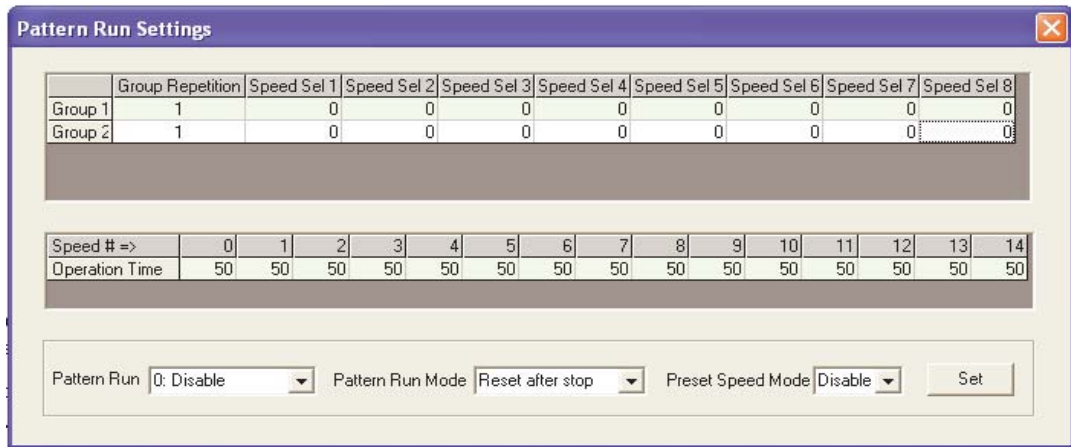 Pattern Run Settings
Group Repetition Speed Sel 1 Speed Sel 2 Speed Sel 3 Speed Sel 4 Speed Sel 5 Speed Sel 6 Speed Sel 7 Speed Sel 8
Group 1 1 0 0 0 0 0 0 0 0
Group 2 1 0 0 0 0 0 0 0 0
Speed # => 0 1 2 3 4 5 6 7 8 9 10 11 12 13 14
Operation Time 50 50 50 50 50 50 50 50 50 50 50 50 50 50 50
Pattern Run 0: Disable Pattern Run Mode Reset after stop Preset Speed Mode Disable Set